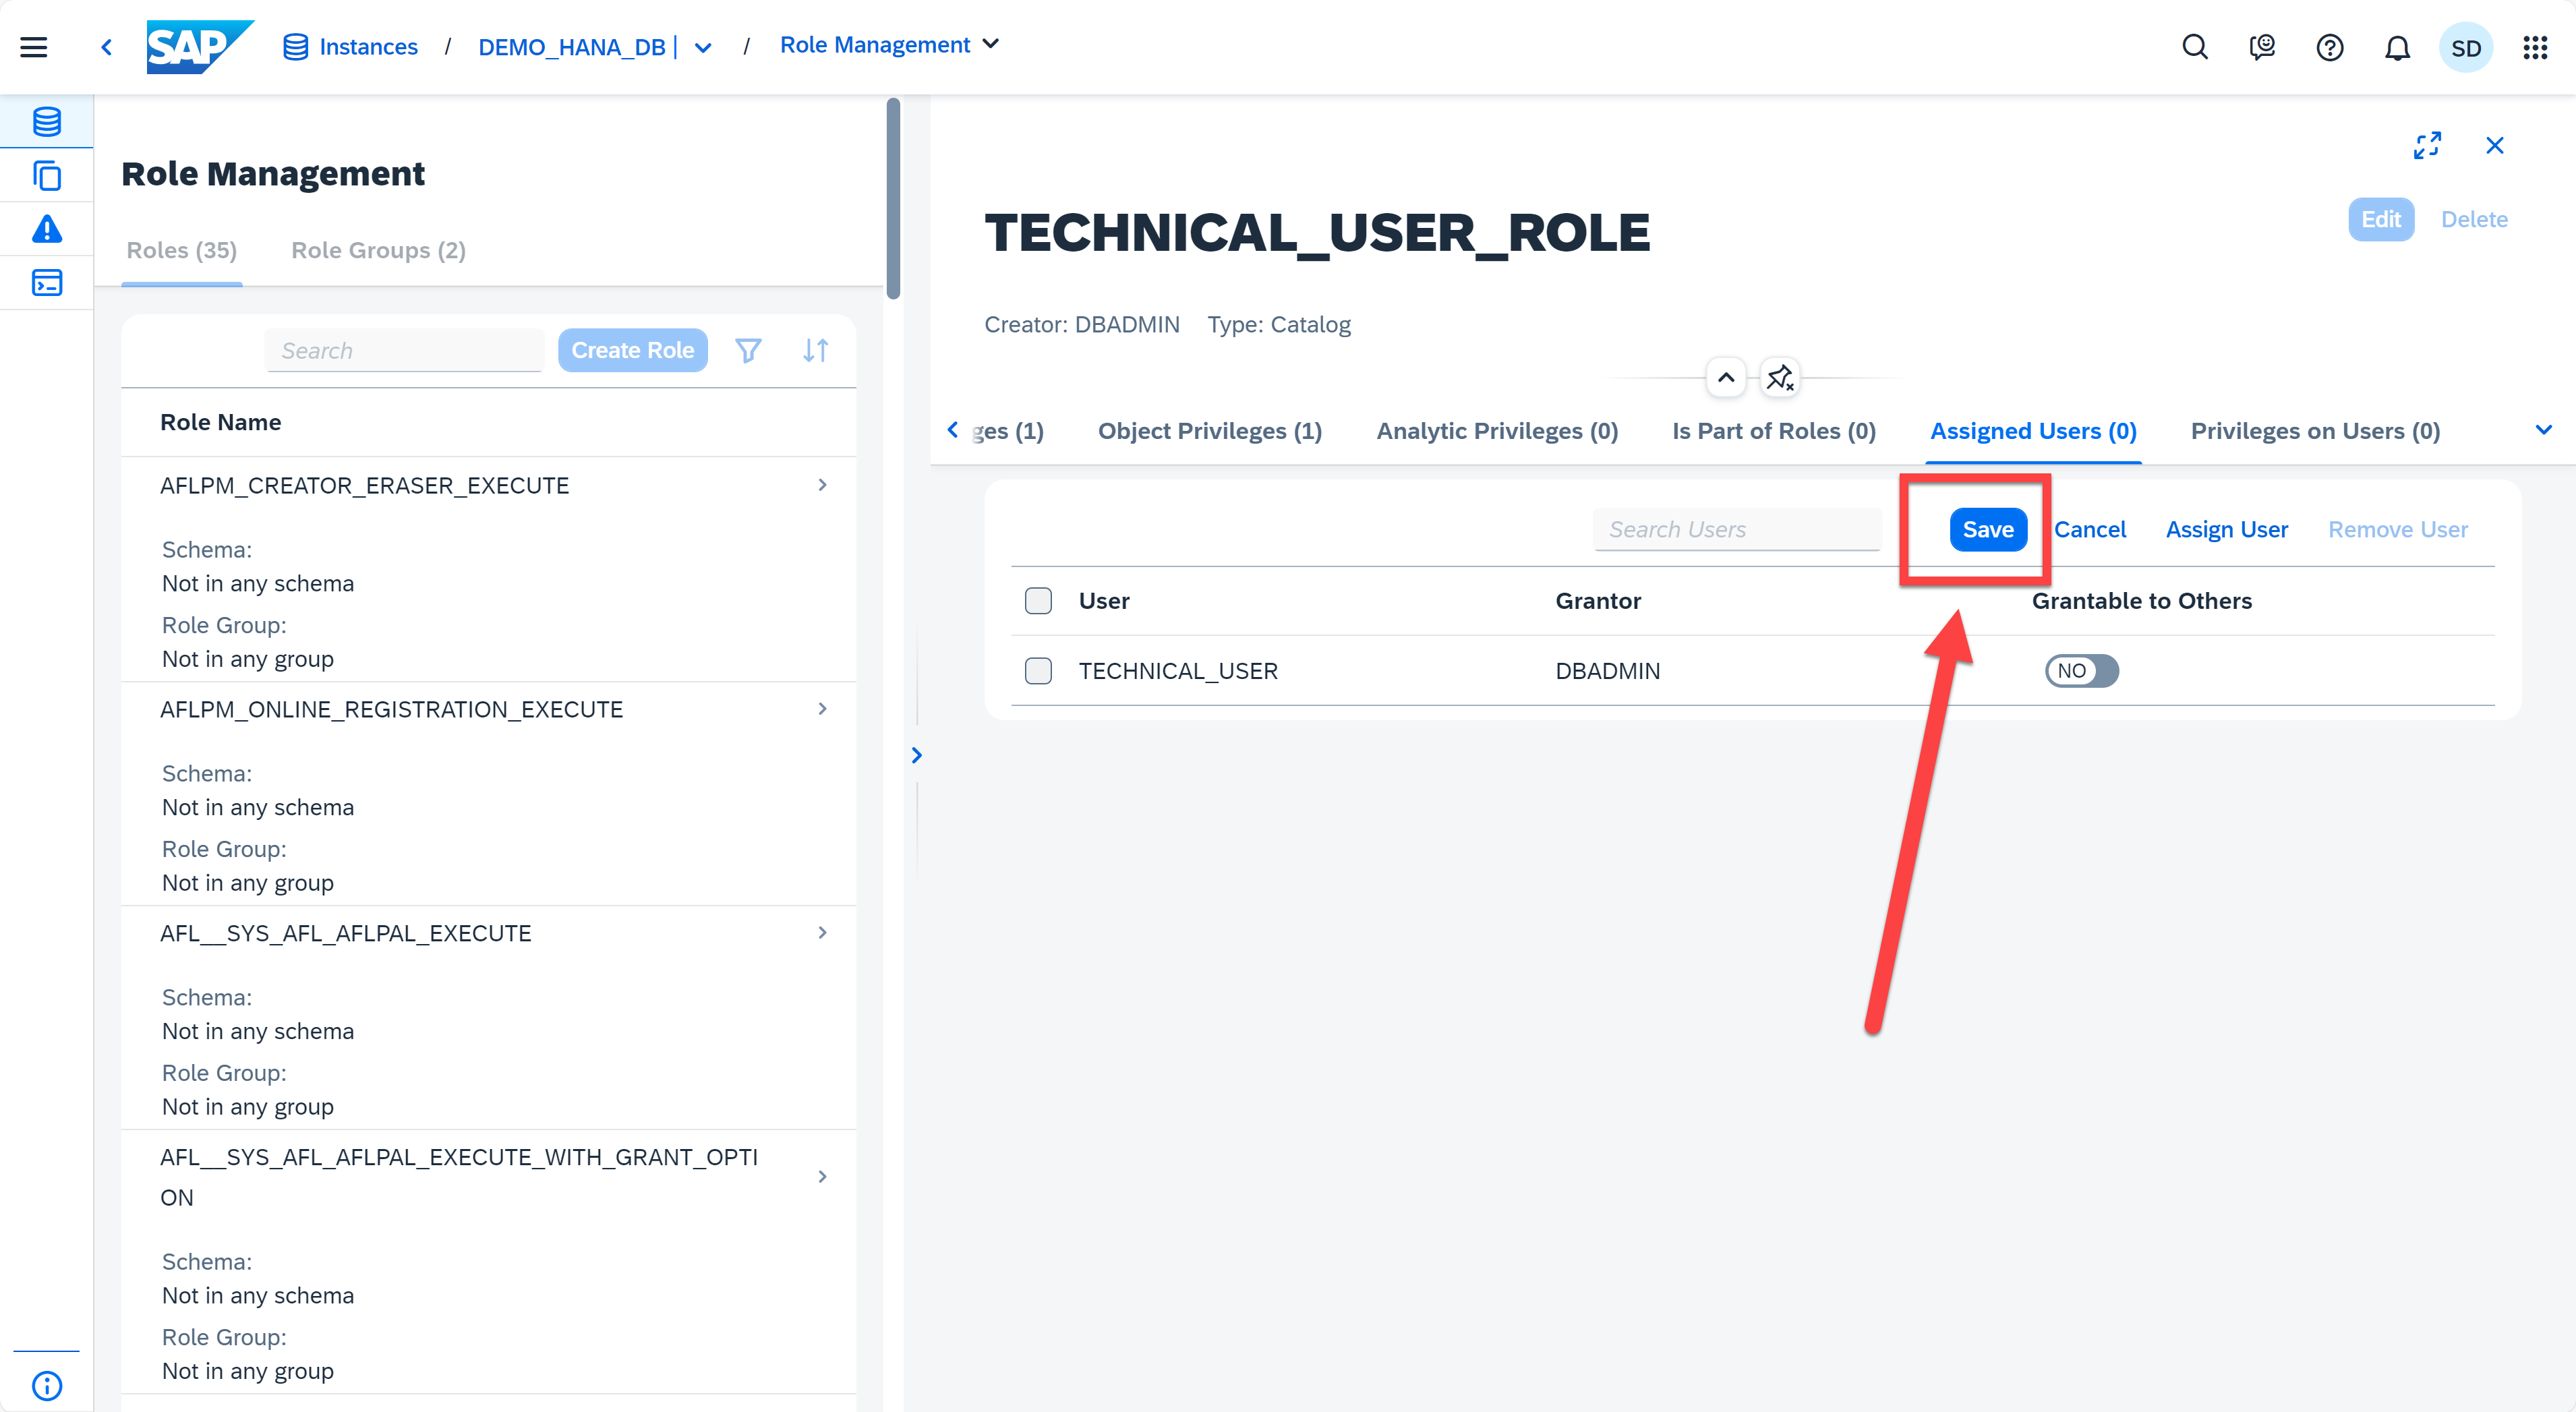 SAP
Instances / DEMO_HANA_DB | / Role Management
SD
Role Management
Roles (35) Role Groups (2)
Search Create Role
Role Name
AFLPM_CREATOR_ERASER_EXECUTE
Schema:
Not in any schema
Role Group:
Not in any group
AFLPM_ONLINE_REGISTRATION_EXECUTE
Schema:
Not in any schema
Role Group:
Not in any group
AFL__SYS_AFL_AFLPAL_EXECUTE
Schema:
Not in any schema
Role Group:
Not in any group
AFL__SYS_AFL_AFLPAL_EXECUTE_WITH_GRANT_OPTI
ON
Schema:
Not in any schema
Role Group:
Not in any group
TECHNICAL_USER_ROLE
Edit Delete
Creator: DBADMIN Type: Catalog
ges (1) Object Privileges (1) Analytic Privileges (0) Is Part of Roles (0) Assigned Users (0) Privileges on Users (0)
Search Users Save Cancel Assign User Remove User
User Grantor Grantable to Others
TECHNICAL_USER DBADMIN NO